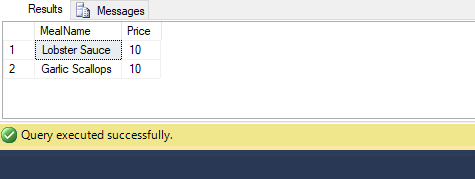 Results Messages
MealName Price
1 Lobster Sauce 10
2 Garlic Scallops 10
Query executed successfully.